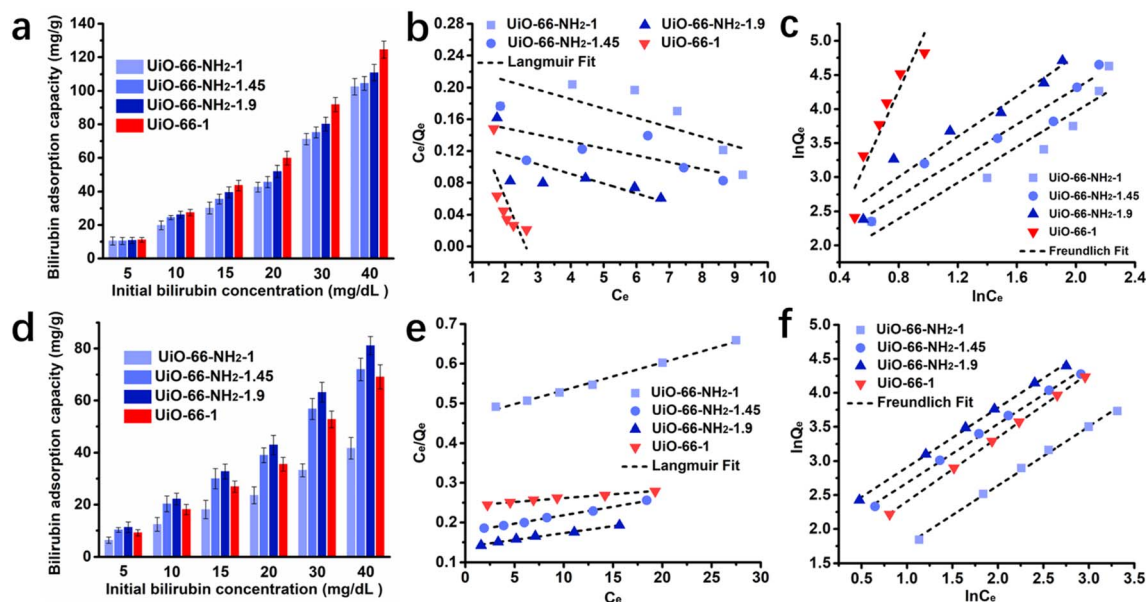 a
Bilirubin adsorption capacity (mg/g)
140
120
100
80
60
40
20
0
UiO-66-NH2-1
UiO-66-NH2-1.45
UiO-66-NH2-1.9
UiO-66-1
5 10 15 20 30 40
Initial bilirubin concentration (mg/dL)
b
Ce/Qe
0.28
0.24
0.20
0.16
0.12
0.08
0.04
0.00
UiO-66-NH2-1 UiO-66-NH2-1.9
UiO-66-NH2-1.45 UiO-66-1
Langmuir Fit
1 2 3 4 5 6 7 8 9 10
Ce
c
lnQe
5.0
4.5
4.0
3.5
3.0
2.5
2.0
UiO-66-NH2-1
UiO-66-NH2-1.45
UiO-66-NH2-1.9
UiO-66-1
Freundlich Fit
0.4 0.8 1.2 1.6 2.0 2.4
lnCe
d
Bilirubin adsorption capacity (mg/g)
80
60
40
20
0
UiO-66-NH2-1
UiO-66-NH2-1.45
UiO-66-NH2-1.9
UiO-66-1
5 10 15 20 30 40
Initial bilirubin concentration (mg/dL)
e
Ce/Qe
0.7
0.6
0.5
0.4
0.3
0.2
0.1
UiO-66-NH2-1
UiO-66-NH2-1.45
UiO-66-NH2-1.9
UiO-66-1
Langmuir Fit
0 5 10 15 20 25 30
Ce
f
lnQe
5.0
4.5
4.0
3.5
3.0
2.5
2.0
1.5
UiO-66-NH2-1
UiO-66-NH2-1.45
UiO-66-NH2-1.9
UiO-66-1
Freundlich Fit
0.5 1.0 1.5 2.0 2.5 3.0 3.5
lnCe